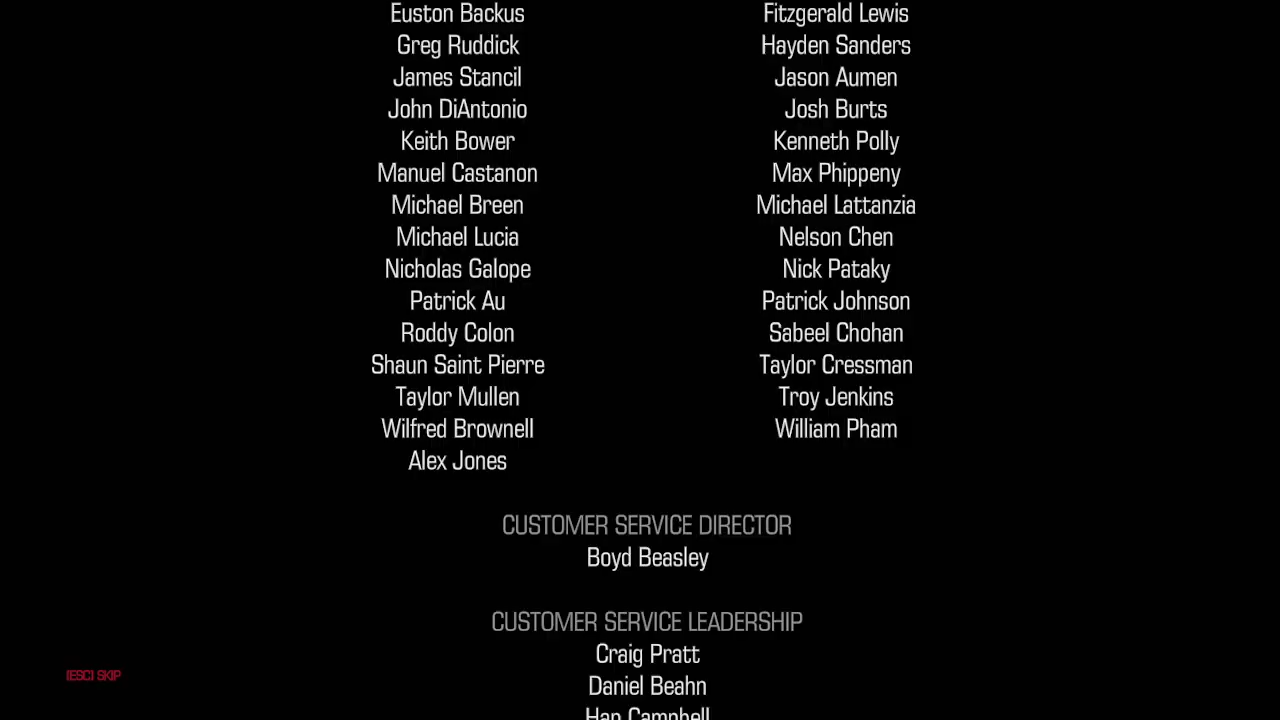 Euston Backus Fitzgerald Lewis
Greg Ruddick Hayden Sanders
James Stancil Jason Aumen
John DiAntonio Josh Burts
Keith Bower Kenneth Polly
Manuel Castanon Max Phippeny
Michael Breen Michael Lattanzia
Michael Lucia Nelson Chen
Nicholas Galope Nick Pataky
Patrick Au Patrick Johnson
Roddy Colon Sabeel Chohan
Shaun Saint Pierre Taylor Cressman
Taylor Mullen Troy Jenkins
Wilfred Brownell William Pham
Alex Jones
CUSTOMER SERVICE DIRECTOR
Boyd Beasley
CUSTOMER SERVICE LEADERSHIP
Craig Pratt
[ESC] SKIP
Daniel Beahn
Han Campbell